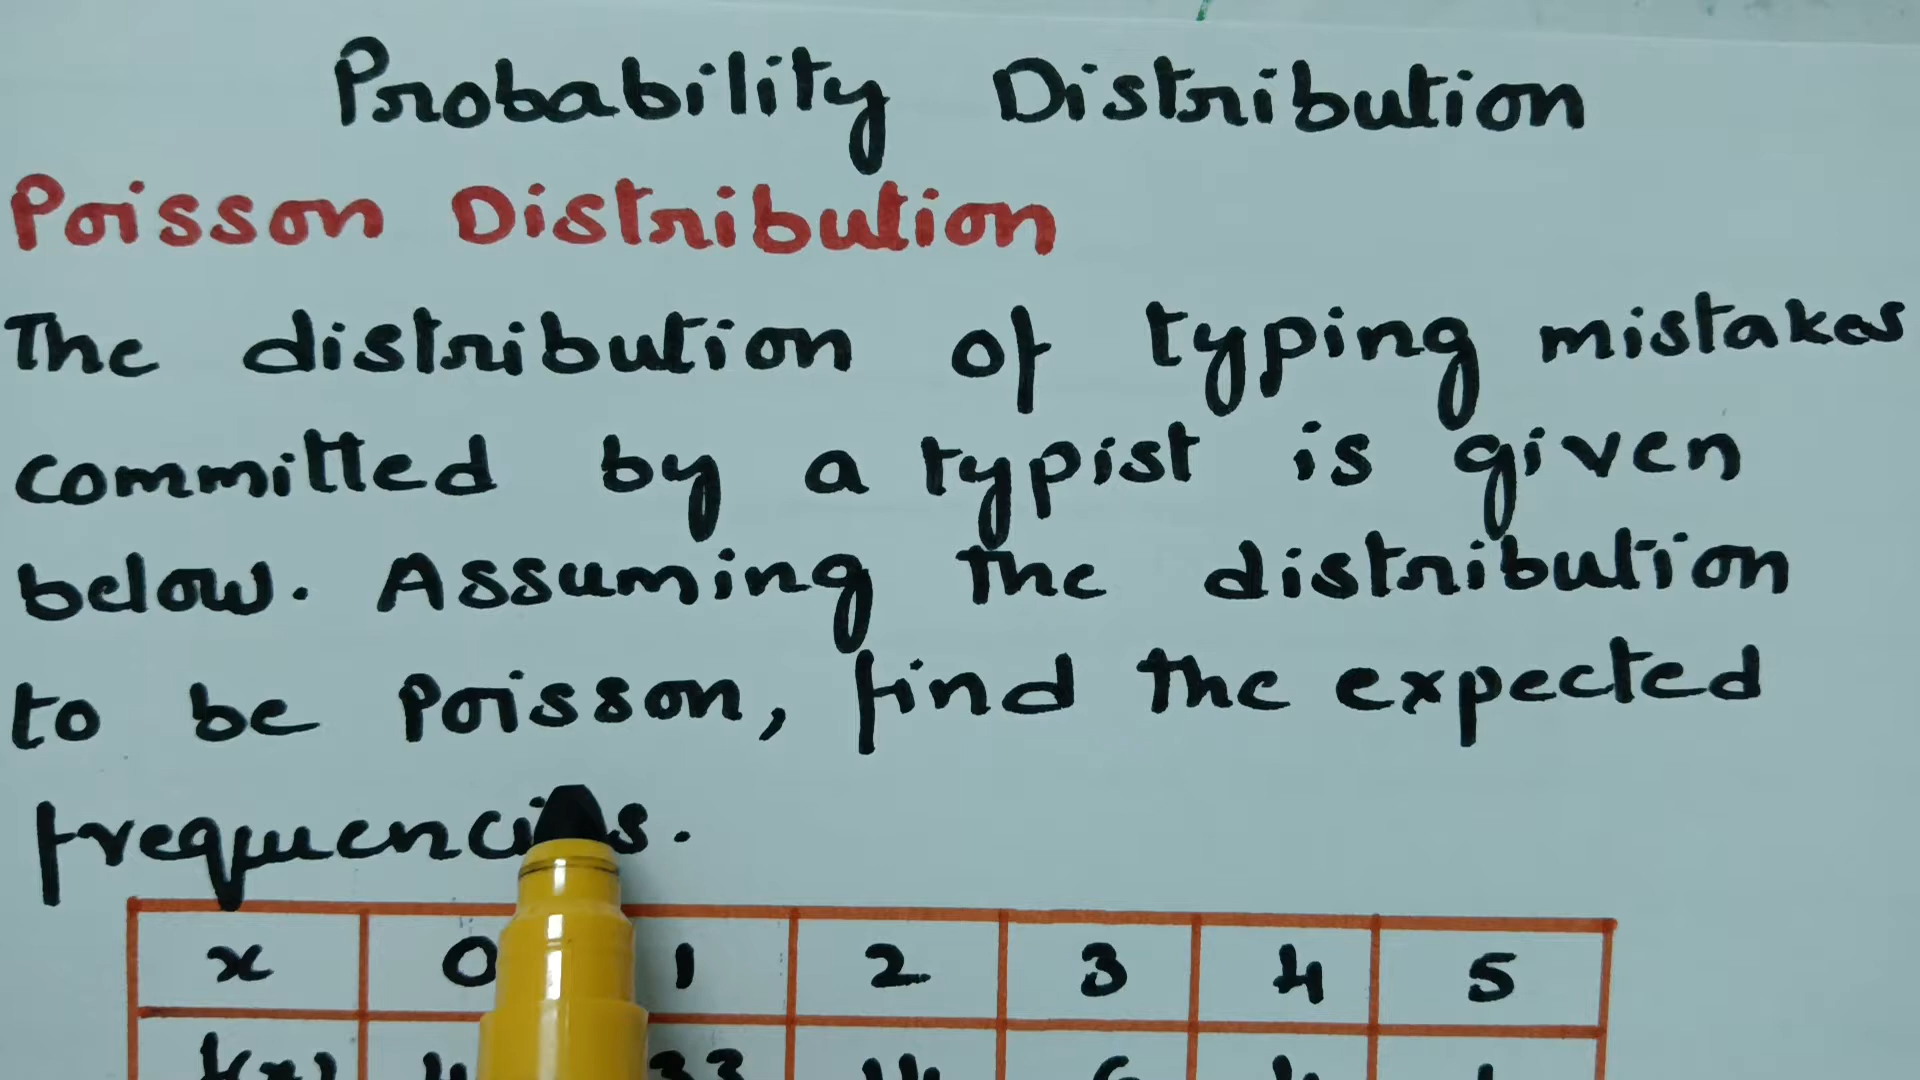 Probability Distribution
Poisson Distribution
The distribution of typing mistakes
committed by a typist is given
below. Assuming the distribution
to be Poisson, find the expected
x 0 1 2 3 4 5
f(x) 33